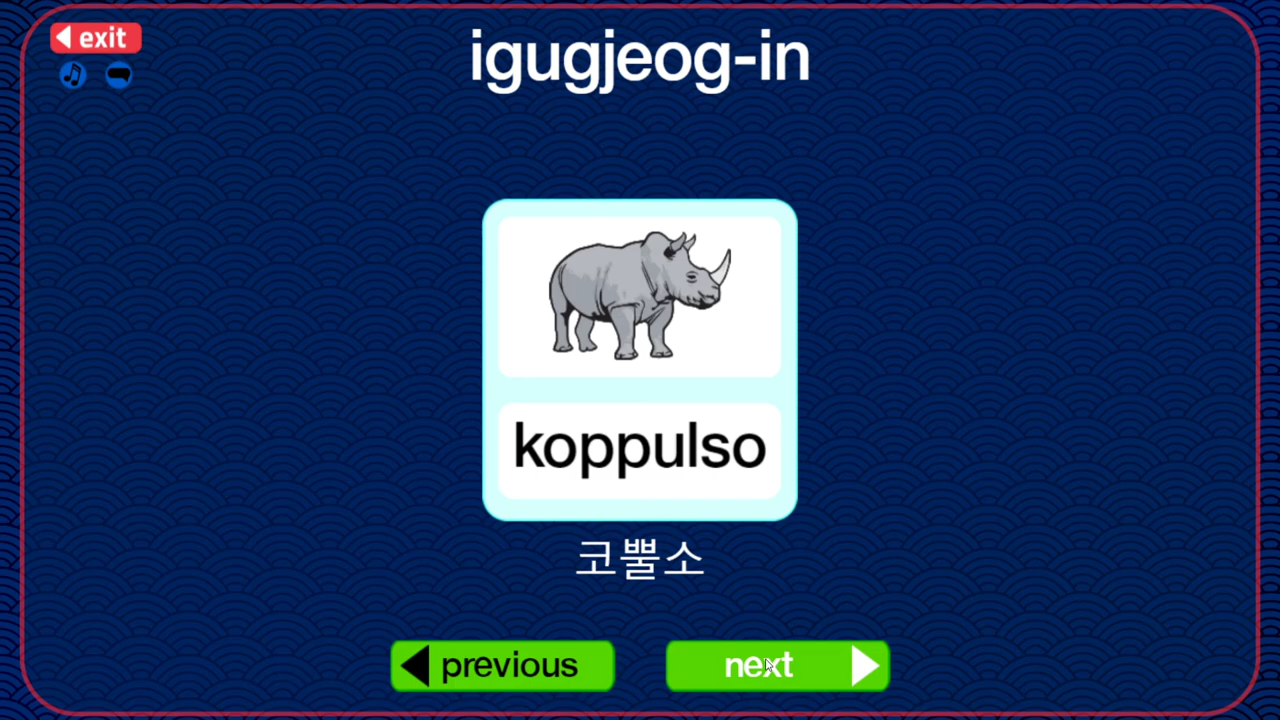 exit
igugjeog-in
koppulso
코뿔소
previous
next